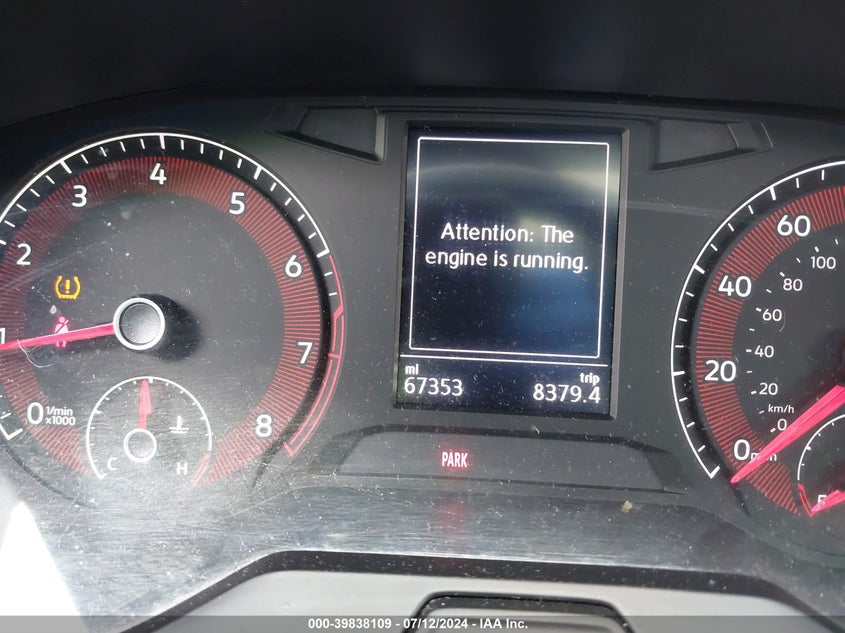 1
2
3
4
5
6
7
8
0
1/min
x1000
C
H
Attention: The
engine is running.
mi
67353
trip
8379.4
PARK
60
40
20
0
100
80
60
40
20
km/h
0
000-39838109 - 07/12/2024 - IAA Inc.